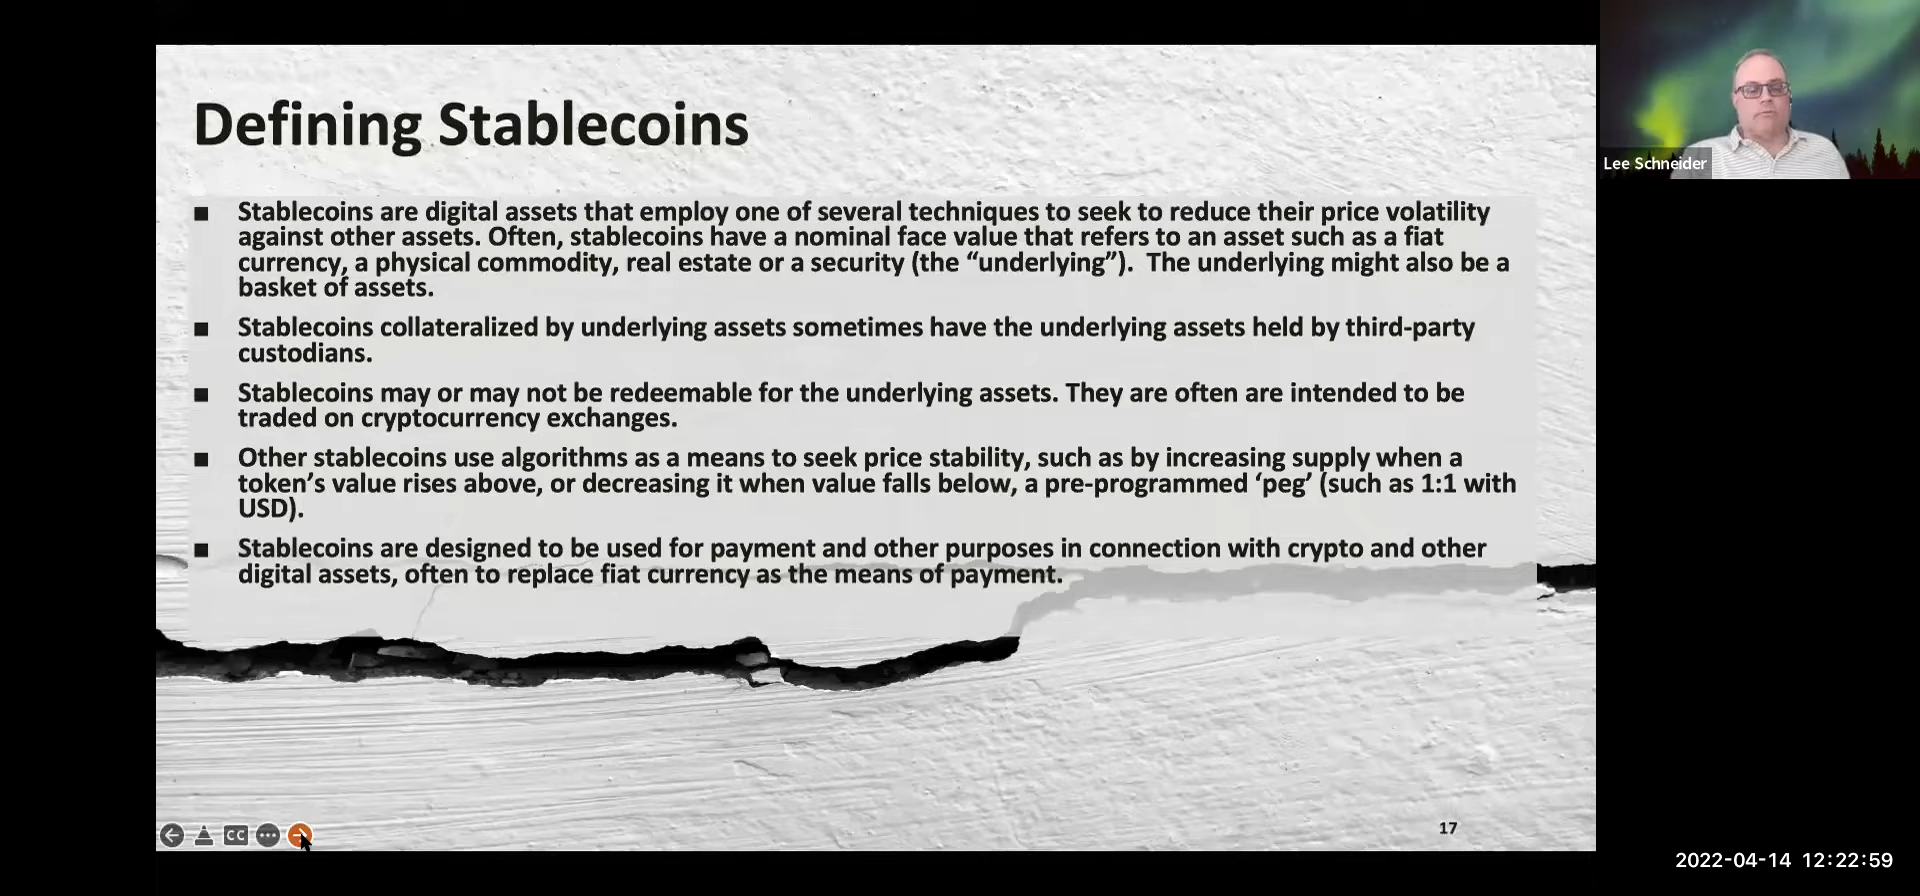 Defining Stablecoins
Stablecoins are digital assets that employ one of several techniques to seek to reduce their price volatility
against other assets. Often, stablecoins have a nominal face value that refers to an asset such as a fiat
currency, a physical commodity, real estate or a security (the “underlying”).  The underlying might also be a
basket of assets.
Stablecoins collateralized by underlying assets sometimes have the underlying assets held by third-party
custodians.
Stablecoins may or may not be redeemable for the underlying assets. They are often are intended to be
traded on cryptocurrency exchanges.
Other stablecoins use algorithms as a means to seek price stability, such as by increasing supply when a
token’s value rises above, or decreasing it when value falls below, a pre-programmed ‘peg’ (such as 1:1 with
USD).
Stablecoins are designed to be used for payment and other purposes in connection with crypto and other
digital assets, often to replace fiat currency as the means of payment.
CC
17
Lee Schneider
2022-04-14 12:22:59